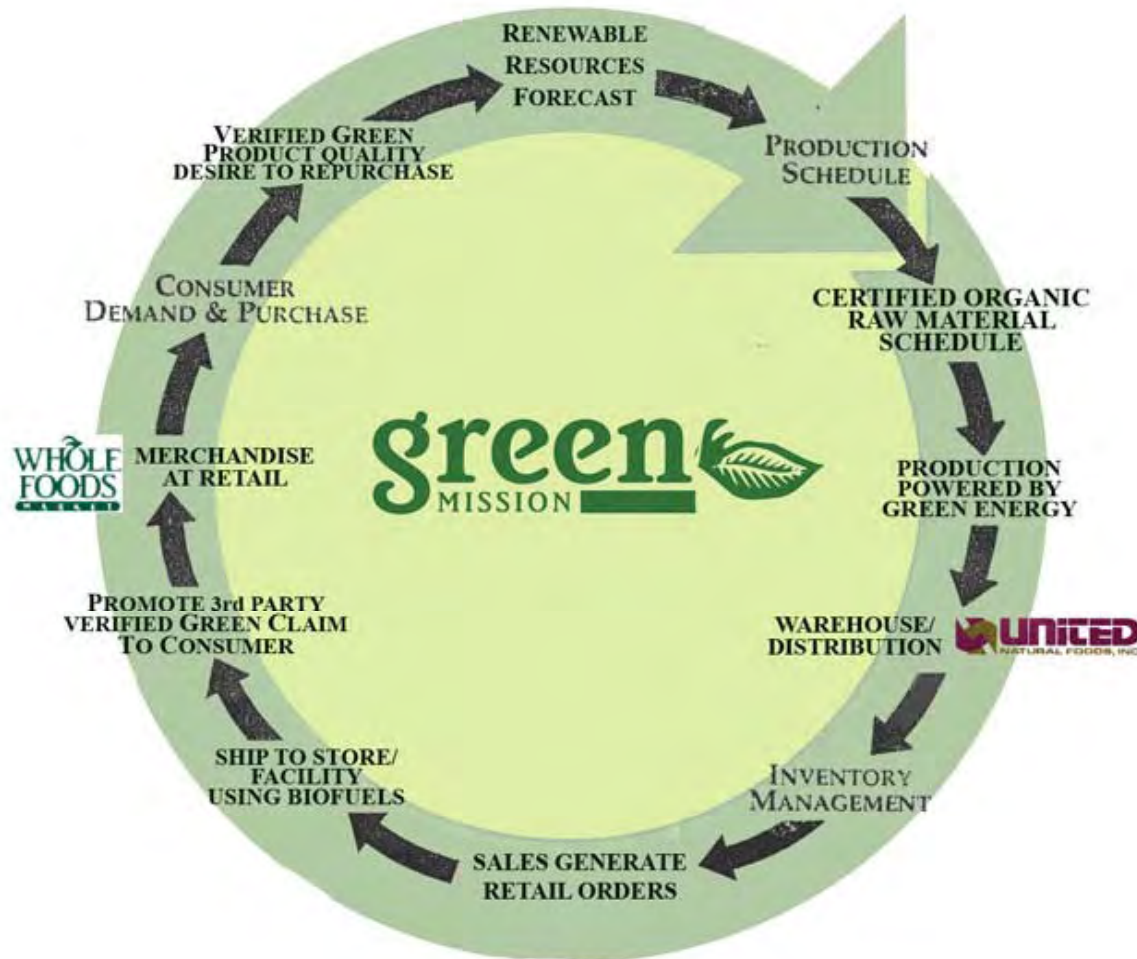 RENEWABLE
RESOURCES
FORECAST
PRODUCTION
SCHEDULE
CERTIFIED ORGANIC
RAW MATERIAL
SCHEDULE
PRODUCTION
POWERED BY
GREEN ENERGY
WAREHOUSE/
DISTRIBUTION
UNITED
NATURAL FOODS, INC
INVENTORY
MANAGEMENT
SALES GENERATE
RETAIL ORDERS
SHIP TO STORE/
FACILITY
USING BIOFUELS
PROMOTE 3rd PARTY
VERIFIED GREEN CLAIM
TO CONSUMER
MERCHANDISE
AT RETAIL
WHOLE
FOODS
MARKET
CONSUMER
DEMAND & PURCHASE
VERIFIED GREEN
PRODUCT QUALITY
DESIRE TO REPURCHASE
green
MISSION